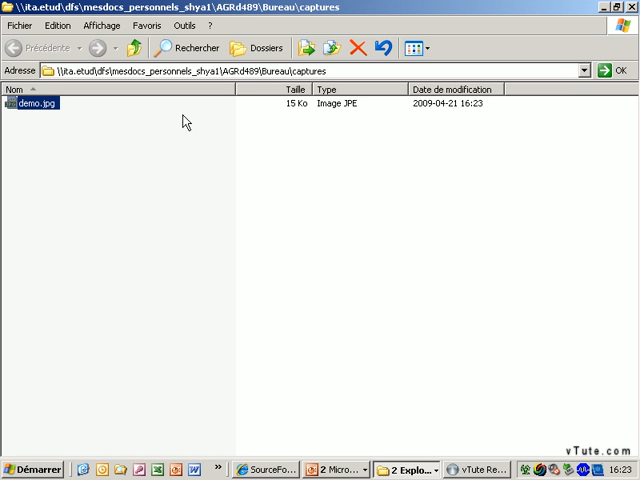 \\ita.etud\dfs\mesdocs_personnels_shya1\AGRd489\Bureau\captures
Fichier Edition Affichage Favoris Outils ?
Précédente Rechercher Dossiers
Adresse \\ita.etud\dfs\mesdocs_personnels_shya1\AGRd489\Bureau\captures OK
Nom Taille Type Date de modification
demo.jpg 15 Ko Image JPE 2009-04-21 16:23
vTute.com
Démarrer » SourceFo... 2 Micro... 2 Explo... vTute Re... 16:23